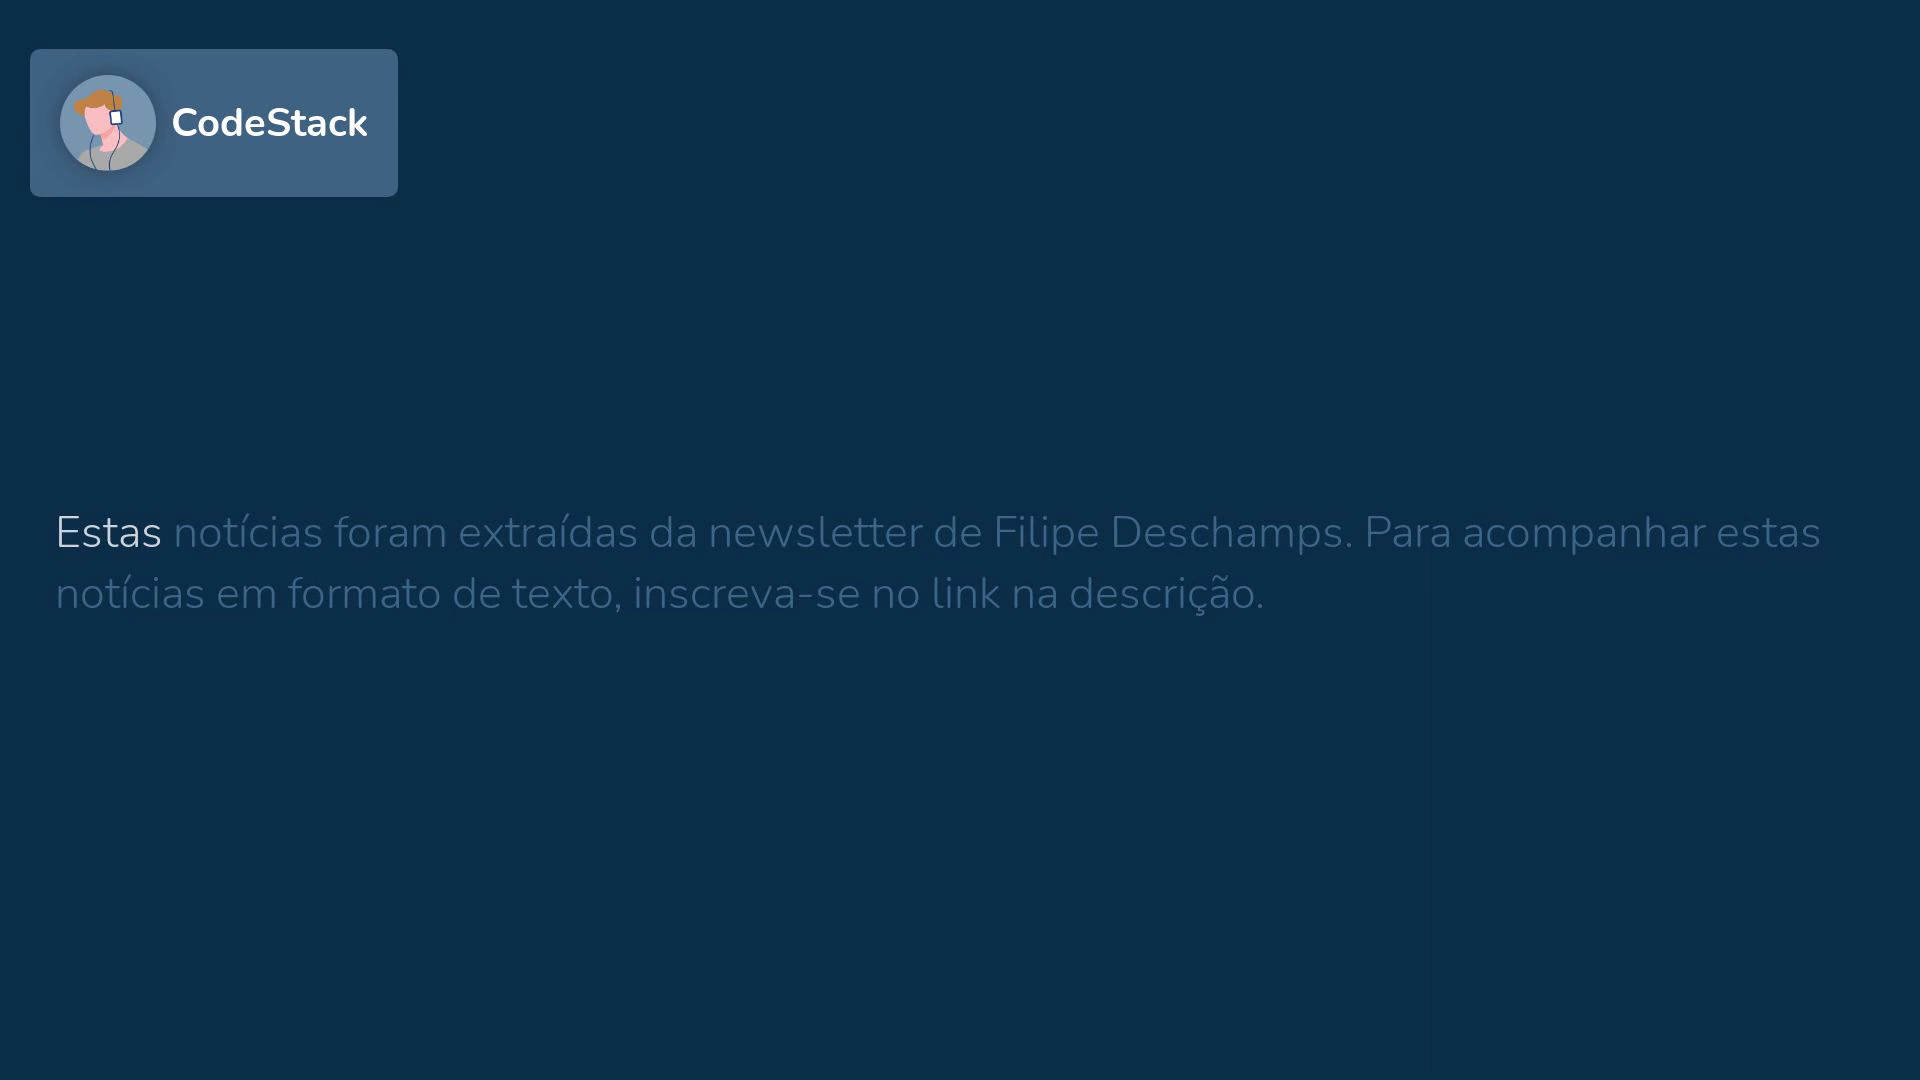 CodeStack
Estas notícias foram extraídas da newsletter de Filipe Deschamps. Para acompanhar estas
notícias em formato de texto, inscreva-se no link na descrição.